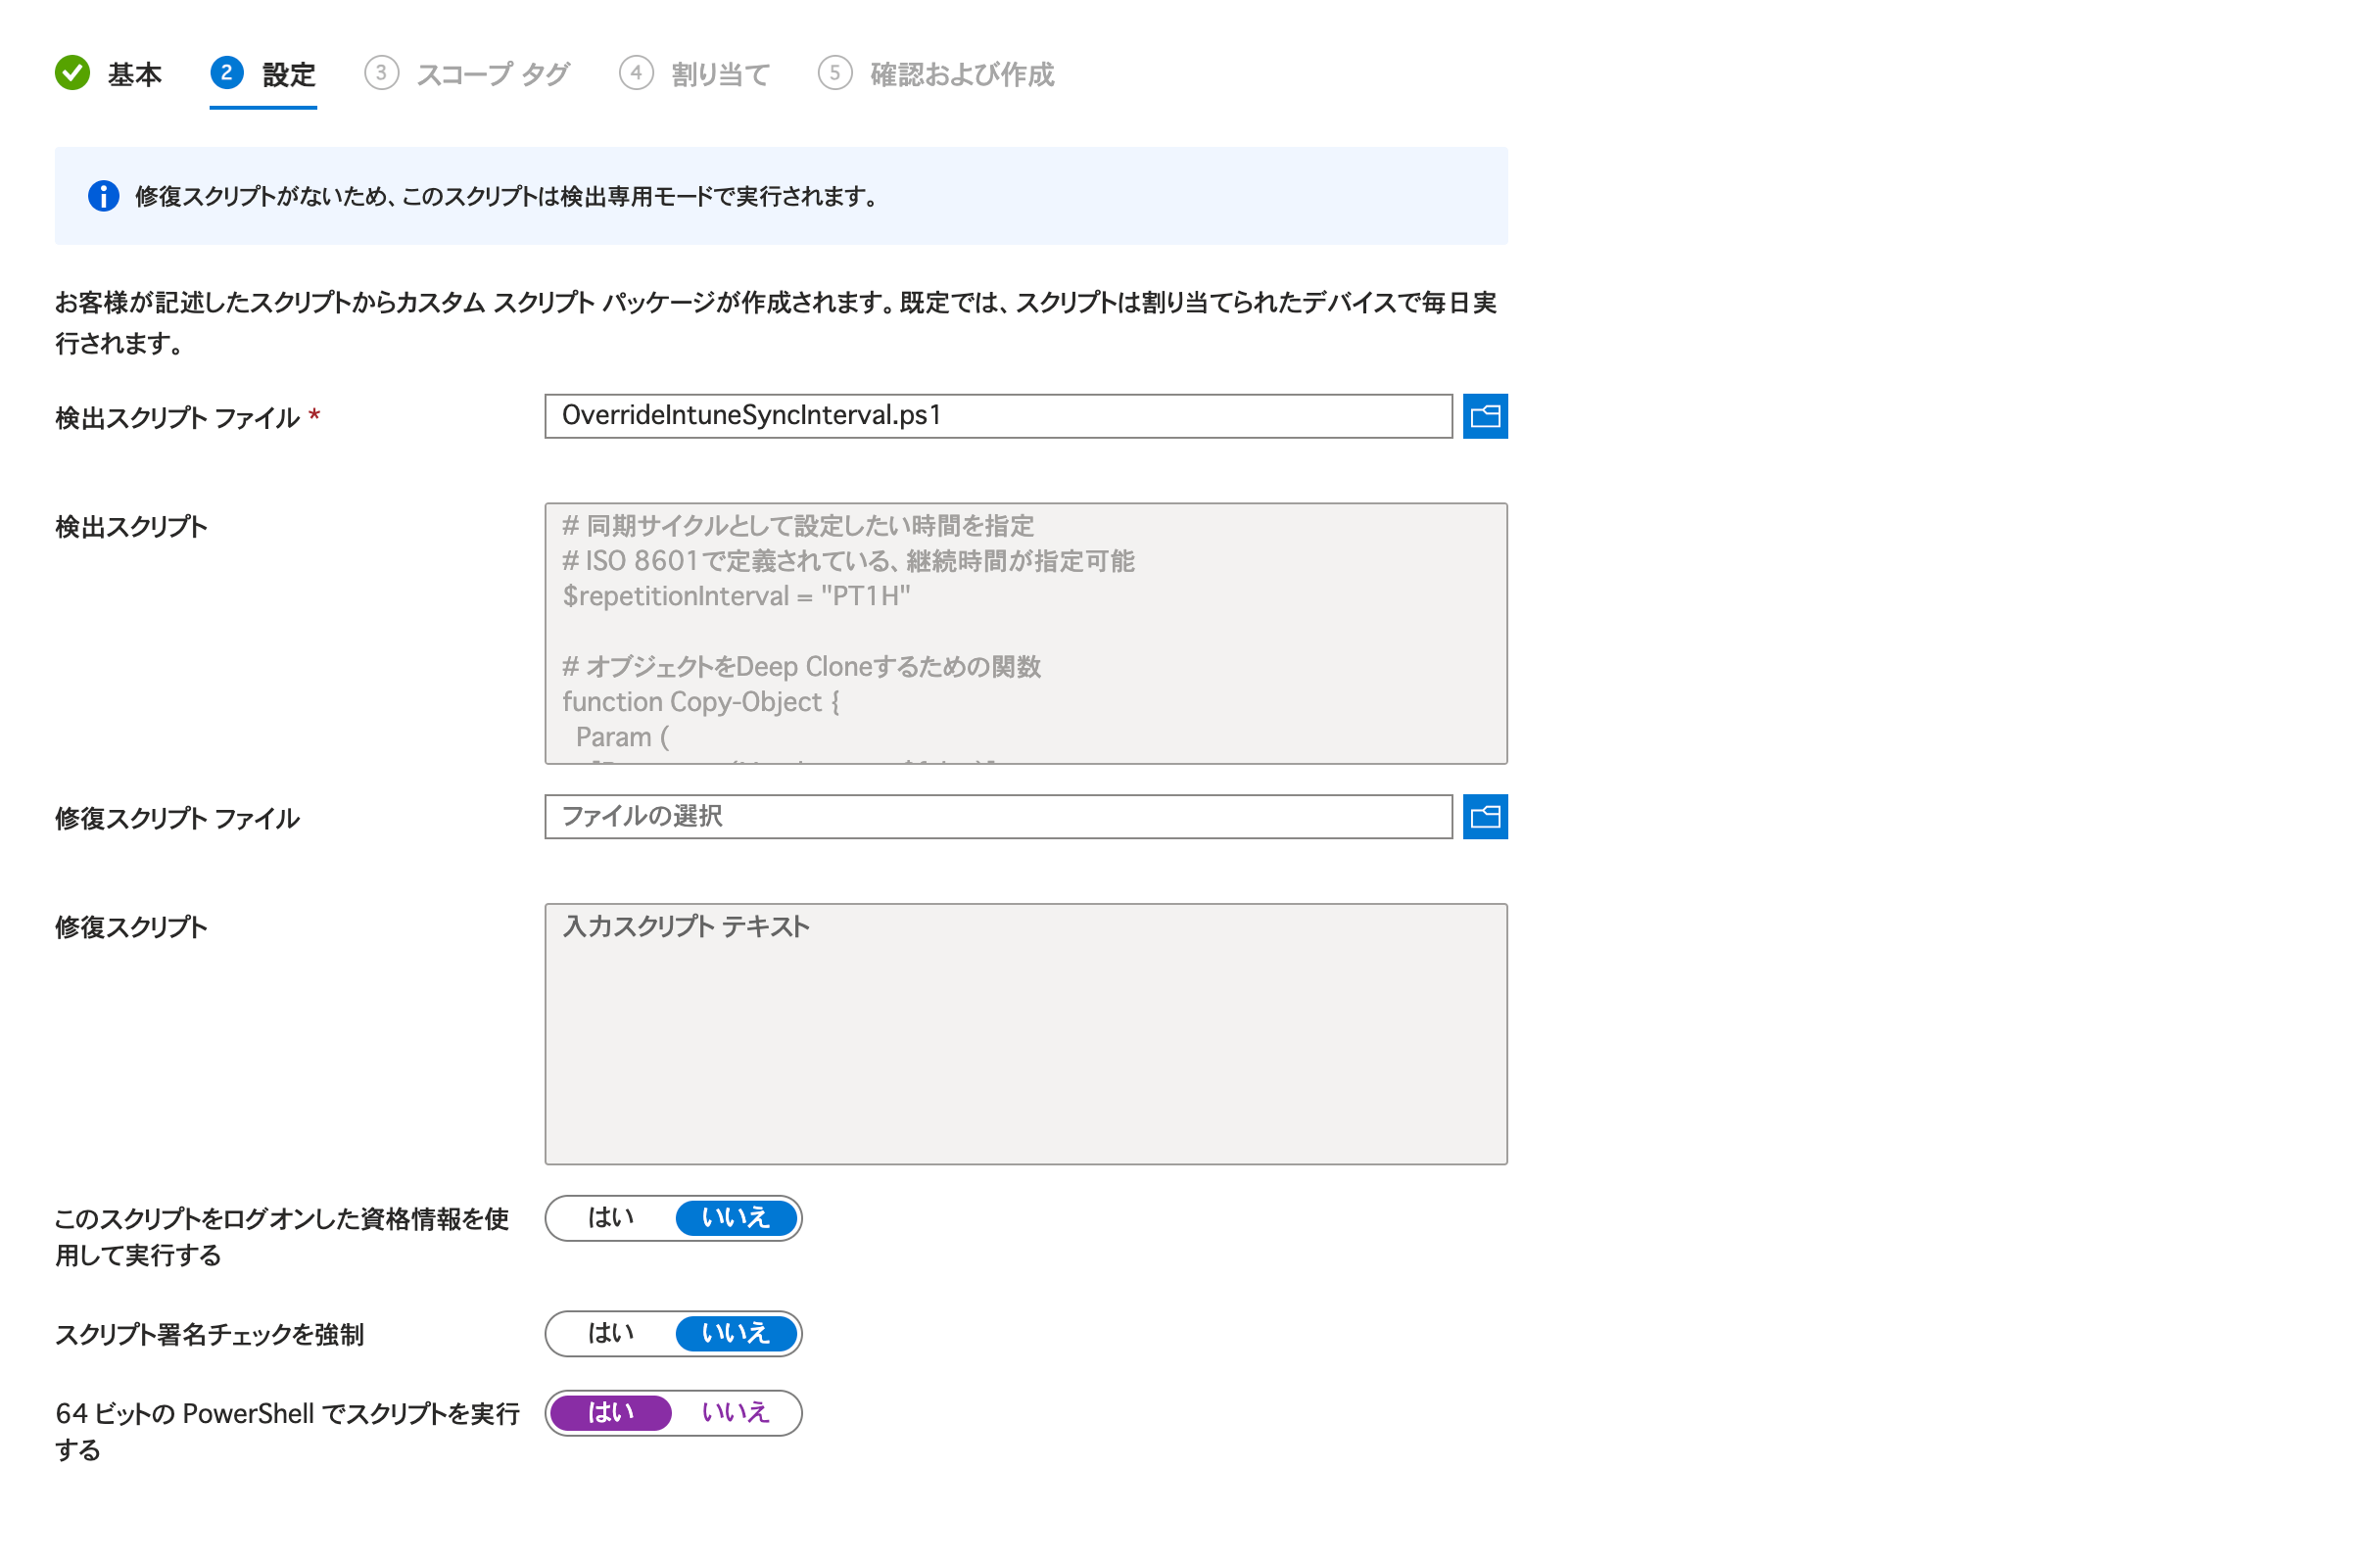 基本 2 設定 3 スコープ タグ 4 割り当て 5 確認および作成
修復スクリプトがないため、このスクリプトは検出専用モードで実行されます。
お客様が記述したスクリプトからカスタム スクリプト パッケージが作成されます。既定では、スクリプトは割り当てられたデバイスで毎日実
行されます。
検出スクリプト ファイル * OverrideIntuneSyncInterval.ps1
検出スクリプト
# 同期サイクルとして設定したい時間を指定
# ISO 8601で定義されている、継続時間が指定可能
$repetitionInterval = "PT1H"
# オブジェクトをDeep Cloneするための関数
function Copy-Object {
Param (
修復スクリプト ファイル ファイルの選択
修復スクリプト 入力スクリプト テキスト
このスクリプトをログオンした資格情報を使
用して実行する
はい いいえ
スクリプト署名チェックを強制 はい いいえ
64 ビットの PowerShell でスクリプトを実行
する
はい いいえ